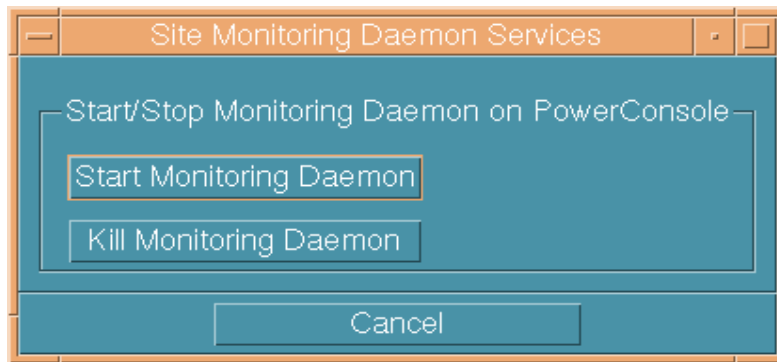 Site Monitoring Daemon Services
Start/Stop Monitoring Daemon on PowerConsole
Start Monitoring Daemon
Kill Monitoring Daemon
Cancel